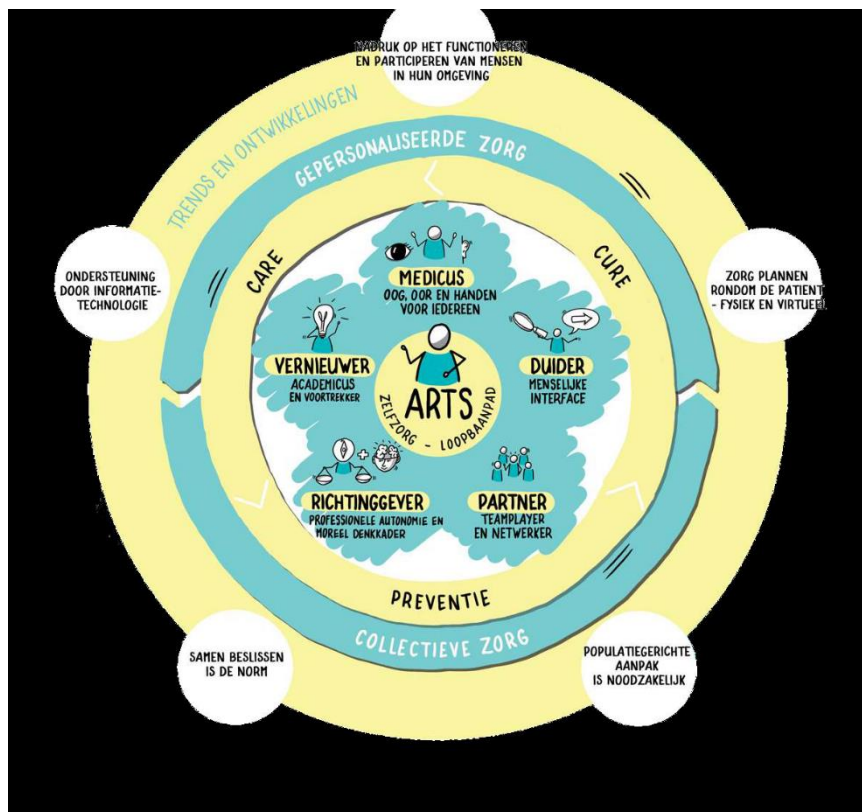 NADRUK OP HET FUNCTIONEREN
EN PARTICIPEREN VAN MENSEN
IN HUN OMGEVING
TRENDS EN ONTWIKKELINGEN
GEPERSONALISEERDE ZORG
ONDERSTEUNING
DOOR INFORMATIE-
TECHNOLOGIE
ZORG PLANNEN
RONDOM DE PATIENT
- FYSIEK EN VIRTUEEL
CARE
CURE
MEDICUS
OOG, OOR EN HANDEN
VOOR IEDEREEN
VERNIEUWER
ACADEMICUS
EN VOORTREKKER
DUIDER
MENSELIJKE
INTERFACE
ARTS
ZELFZORG - LOOPBAANPAD
RICHTINGGEVER
PROFESSIONELE AUTONOMIE EN
MOREEL DENKKADER
PARTNER
TEAMPLAYER
EN NETWERKER
PREVENTIE
COLLECTIEVE ZORG
SAMEN BESLISSEN
IS DE NORM
POPULATIEGERICHTE
AANPAK
IS NOODZAKELIJK